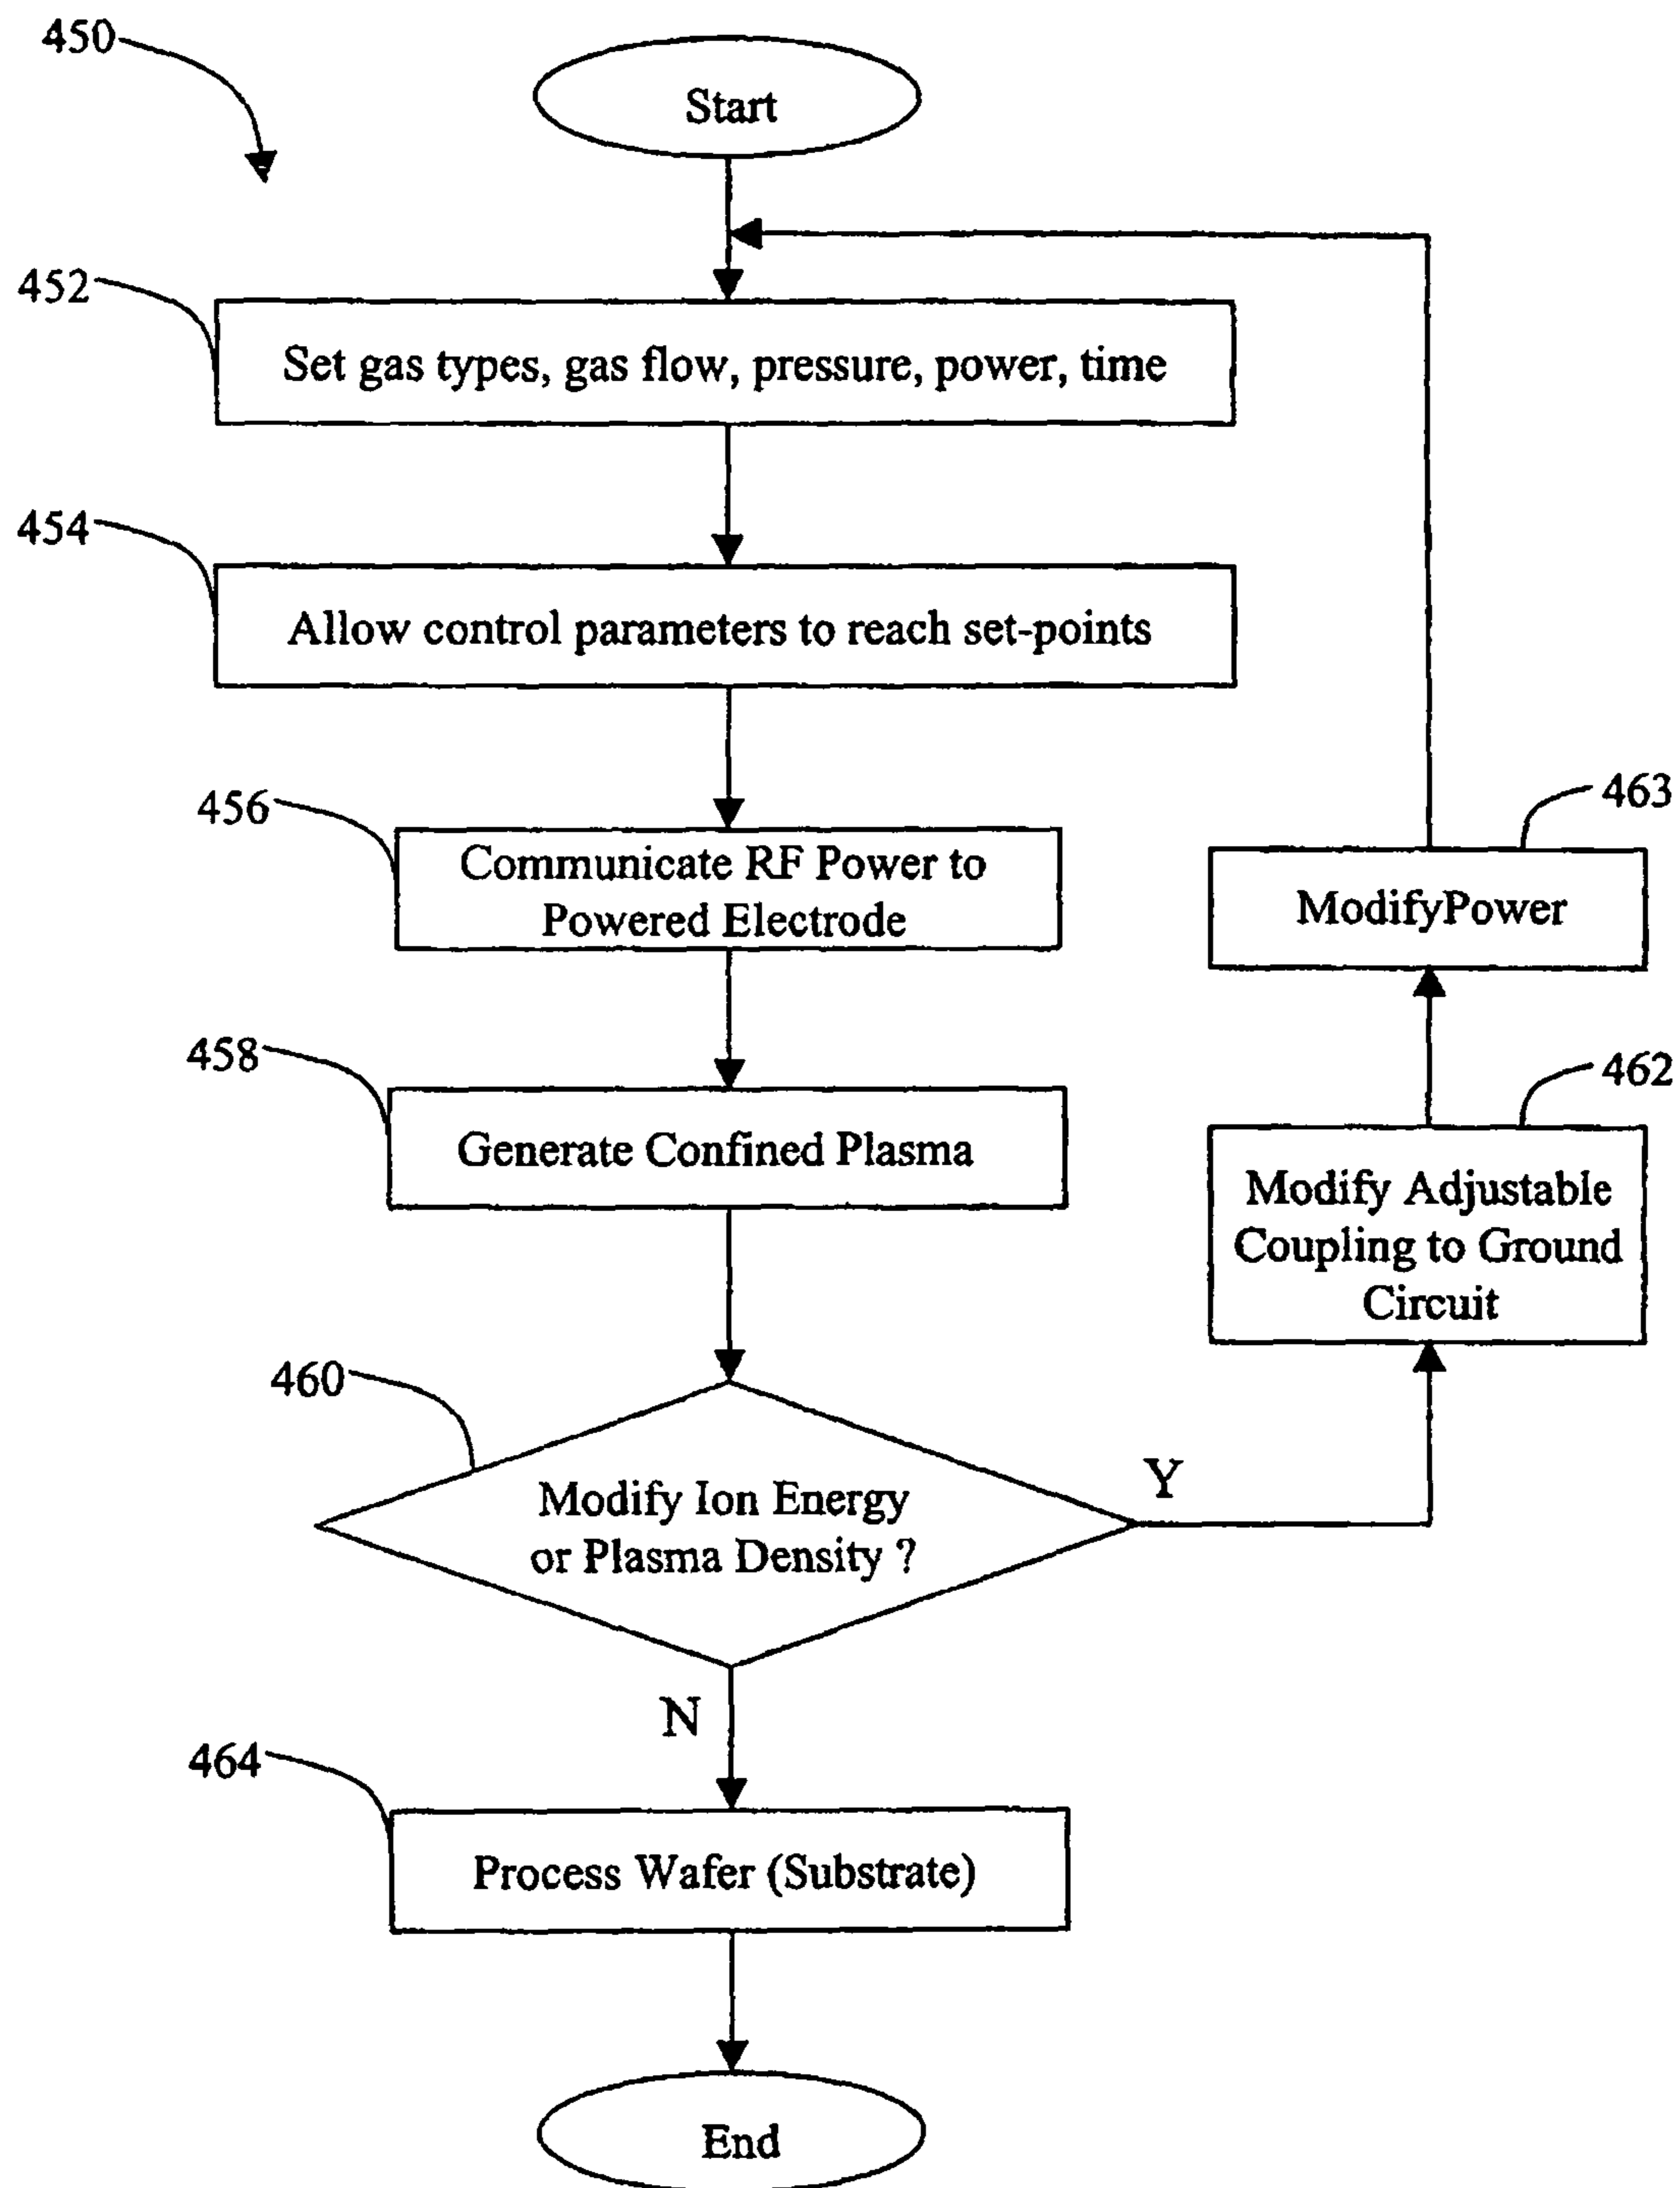 450
Start
452
Set gas types, gas flow, pressure, power, time
454
Allow control parameters to reach set-points
456
Communicate RF Power to
Powered Electrode
463
ModifyPower
458
Generate Confined Plasma
462
Modify Adjustable
Coupling to Ground
Circuit
460
Modify Ion Energy
or Plasma Density ?
Y
N
464
Process Wafer (Substrate)
End